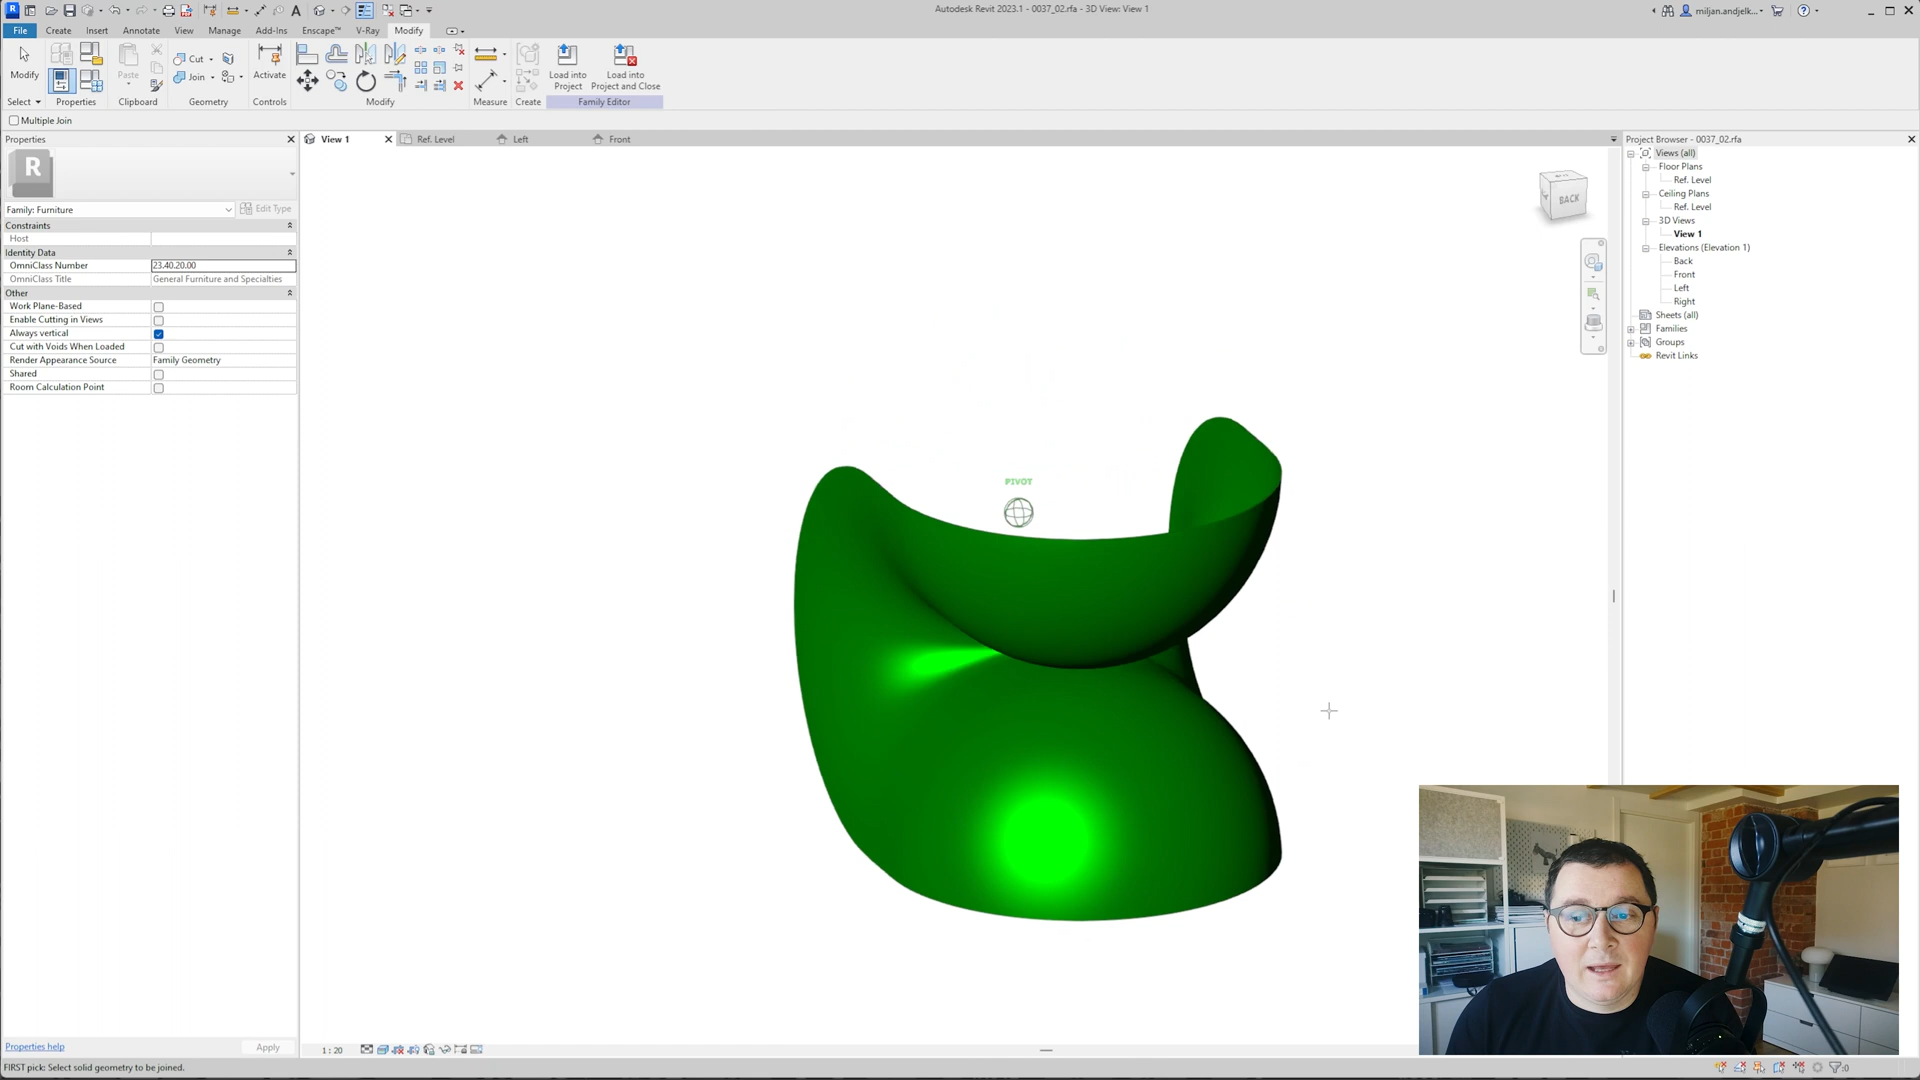 Autodesk Revit 2023.1 - 0037_02.rfa - 3D View: View 1
miljan.andjelk...
File
Create
Insert
Annotate
View
Manage
Add-Ins
Enscape™
V-Ray
Modify
Modify
Paste
Cut
Join
Activate
Load into
Project
Load into
Project and Close
Select
Properties
Clipboard
Geometry
Controls
Modify
Measure
Create
Family Editor
Multiple Join
Properties
R
Family: Furniture
Edit Type
Constraints
Host
Identity Data
OmniClass Number
23.40.20.00
OmniClass Title
General Furniture and Specialties
Other
Work Plane-Based
Enable Cutting in Views
Always vertical
Cut with Voids When Loaded
Render Appearance Source
Family Geometry
Shared
Room Calculation Point
Properties help
Apply
View 1
Ref. Level
Left
Front
PIVOT
BACK
Project Browser - 0037_02.rfa
Views (all)
Floor Plans
Ref. Level
Ceiling Plans
Ref. Level
3D Views
View 1
Elevations (Elevation 1)
Back
Front
Left
Right
Sheets (all)
Families
Groups
Revit Links
1 : 20
FIRST pick: Select solid geometry to be joined.
:0